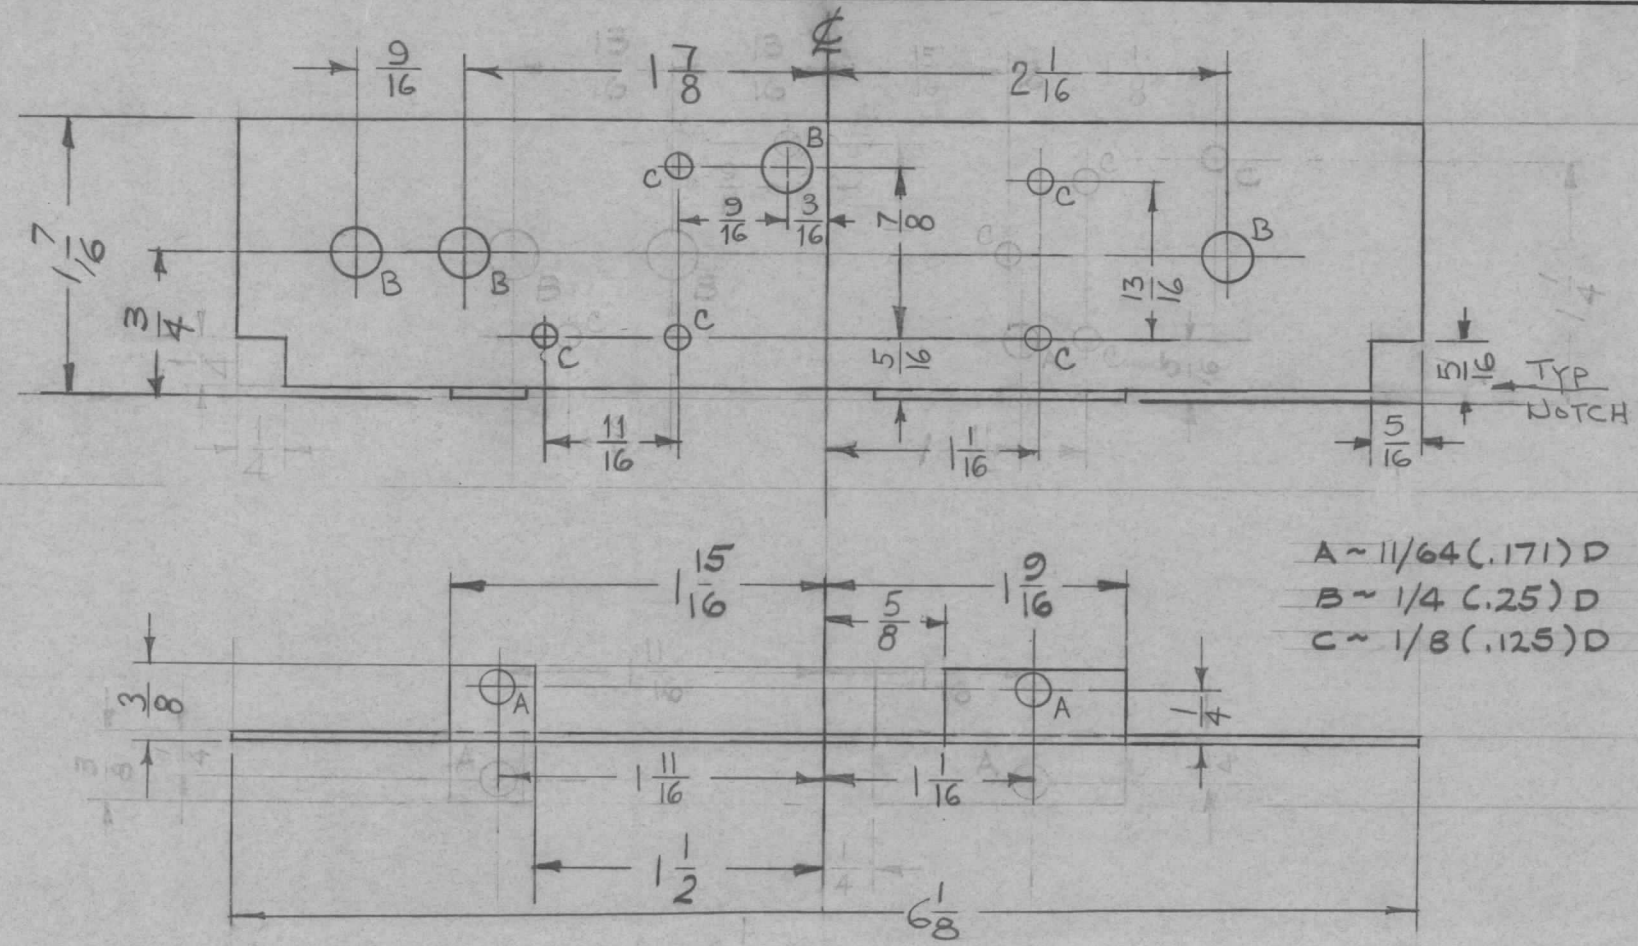 ℄
9/16 1 7/8 2 1/16
B
C C
9/16 3/16 7/8
1 7/16
B B B
3/4 13/16
C C C
5/16 5/16 TYP
NOTCH
11/16 1 1/16 5/16
A ~ 11/64 (.171) D
B ~ 1/4 (.25) D
C ~ 1/8 (.125) D
1 15/16 1 9/16
5/8
3/8 A A 1/4
1 11/16 1 1/16
1 1/2
6 1/8